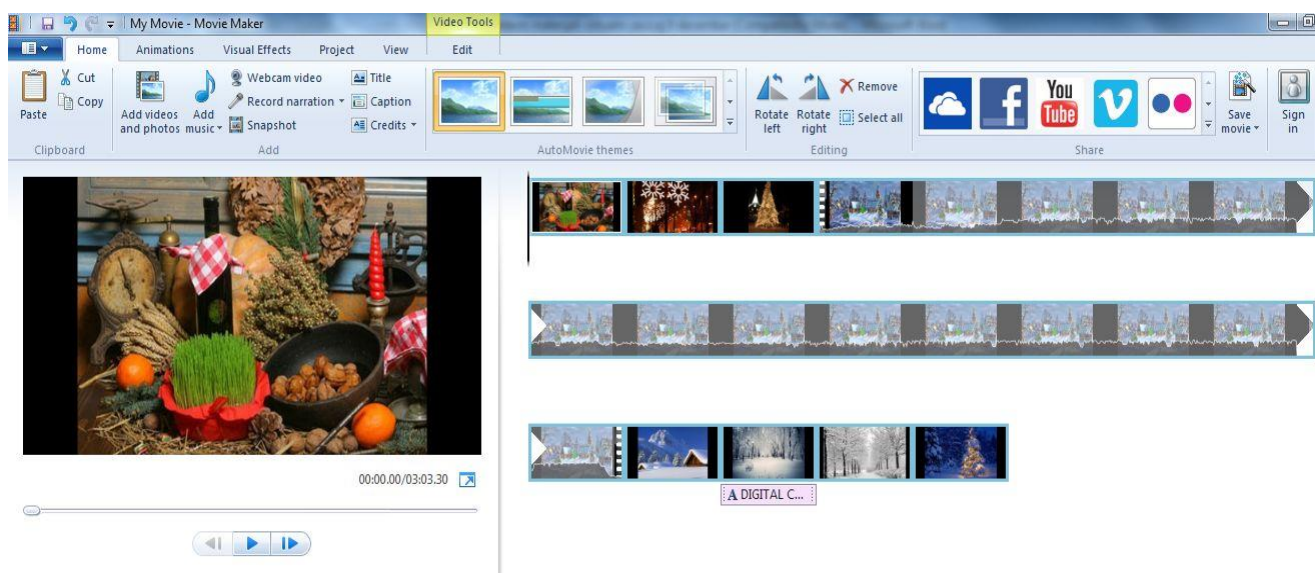 My Movie - Movie Maker
Video Tools
Home
Animations
Visual Effects
Project
View
Edit
Paste
Cut
Copy
Clipboard
Add videos
and photos
Add
music
Webcam video
Record narration
Snapshot
Title
Caption
Credits
Add
AutoMovie themes
Rotate
left
Rotate
right
Remove
Select all
Editing
f
You
Tube
Share
Save
movie
Sign
in
00:00.00/03:03.30
A DIGITAL C...